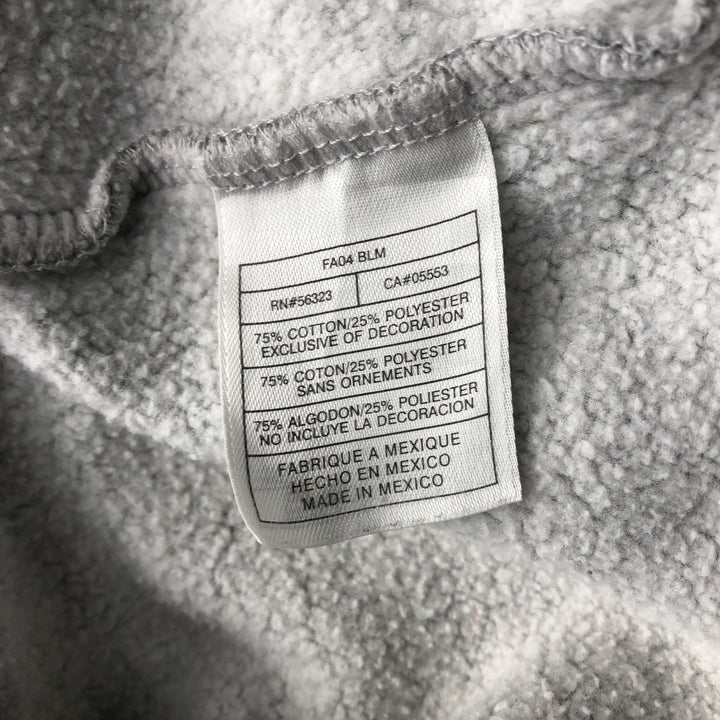 FA04 BLM
RN#56323 CA#05553
75% COTTON/25% POLYESTER
EXCLUSIVE OF DECORATION
75% COTON/25% POLYESTER
SANS ORNEMENTS
75% ALGODON/25% POLIESTER
NO INCLUYE LA DECORACION
FABRIQUE A MEXIQUE
HECHO EN MEXICO
MADE IN MEXICO